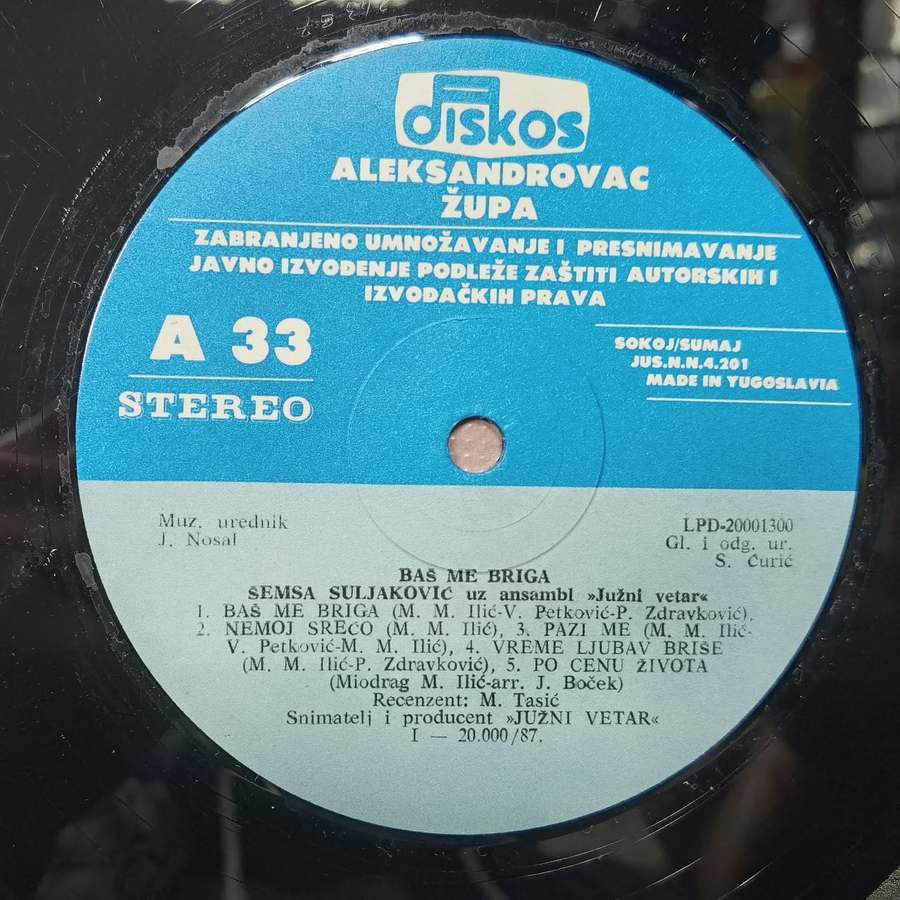 diskos
ALEKSANDROVAC
ŽUPA
ZABRANJENO UMNOŽAVANJE I PRESNIMAVANJE
JAVNO IZVOĐENJE PODLEŽE ZAŠTITI AUTORSKIH I
IZVOĐAČKIH PRAVA
A 33
STEREO
SOKOJ/SUMAJ
JUS.N.N.4.201
MADE IN YUGOSLAVIA
Muz. urednik
J. Nosal
LPD-20001300
Gl. i odg. ur.
S. Ćurić
BAŠ ME BRIGA
ŠEMSA SULJAKOVIĆ uz ansambl »Južni vetar«
1. BAŠ ME BRIGA (M. M. Ilić-V. Petković-P. Zdravković),
2. NEMOJ SREĆO (M. M. Ilić), 3. PAZI ME (M. M. Ilić-
V. Petković-M. M. Ilić), 4. VREME LJUBAV BRIŠE
(M. M. Ilić-P. Zdravković), 5. PO CENU ŽIVOTA
(Miodrag M. Ilić-arr. J. Boček)
Recenzent: M. Tasić
Snimatelj i producent »JUŽNI VETAR«
I — 20.000/87.